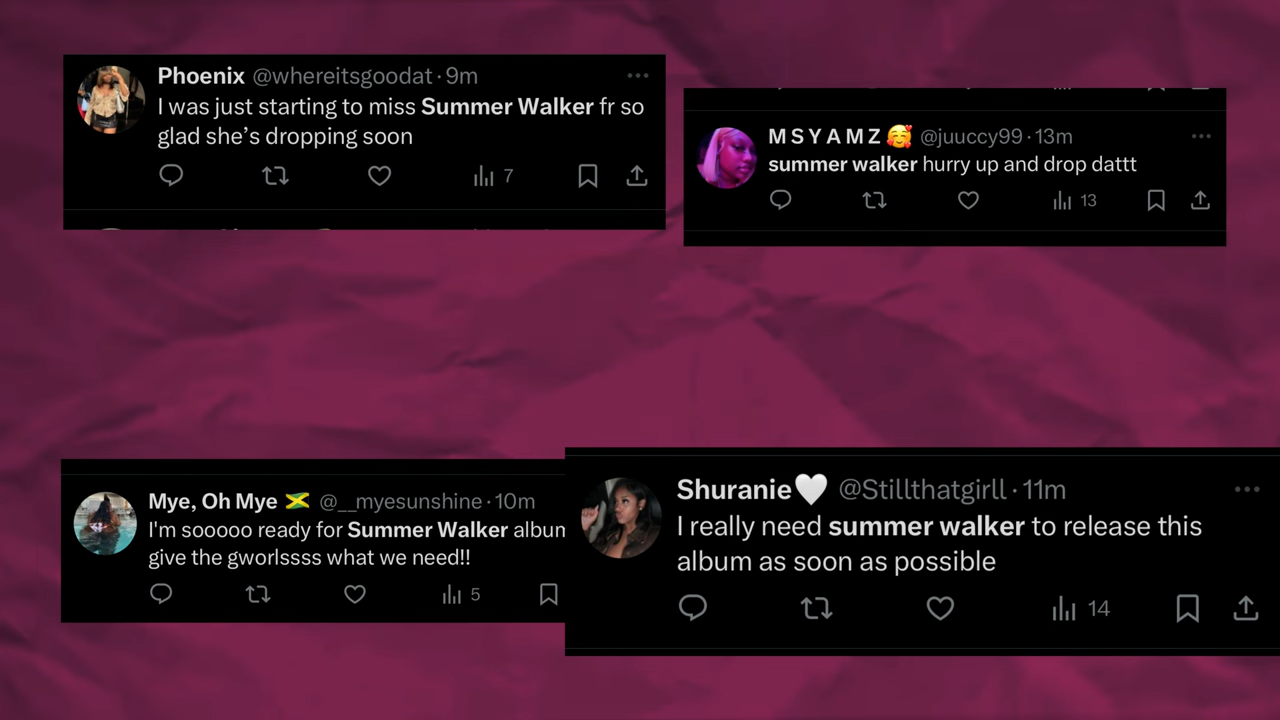 Phoenix @whereitsgoodat · 9m
I was just starting to miss Summer Walker fr so
glad she's dropping soon
7
M S Y A M Z 🥰 @juuccy99 · 13m
summer walker hurry up and drop dattt
13
Mye, Oh Mye 🇯🇲 @__myesunshine · 10m
I'm sooooo ready for Summer Walker album
give the gworlssss what we need!!
5
Shuranie🤍 @Stillthatgirll · 11m
I really need summer walker to release this
album as soon as possible
14